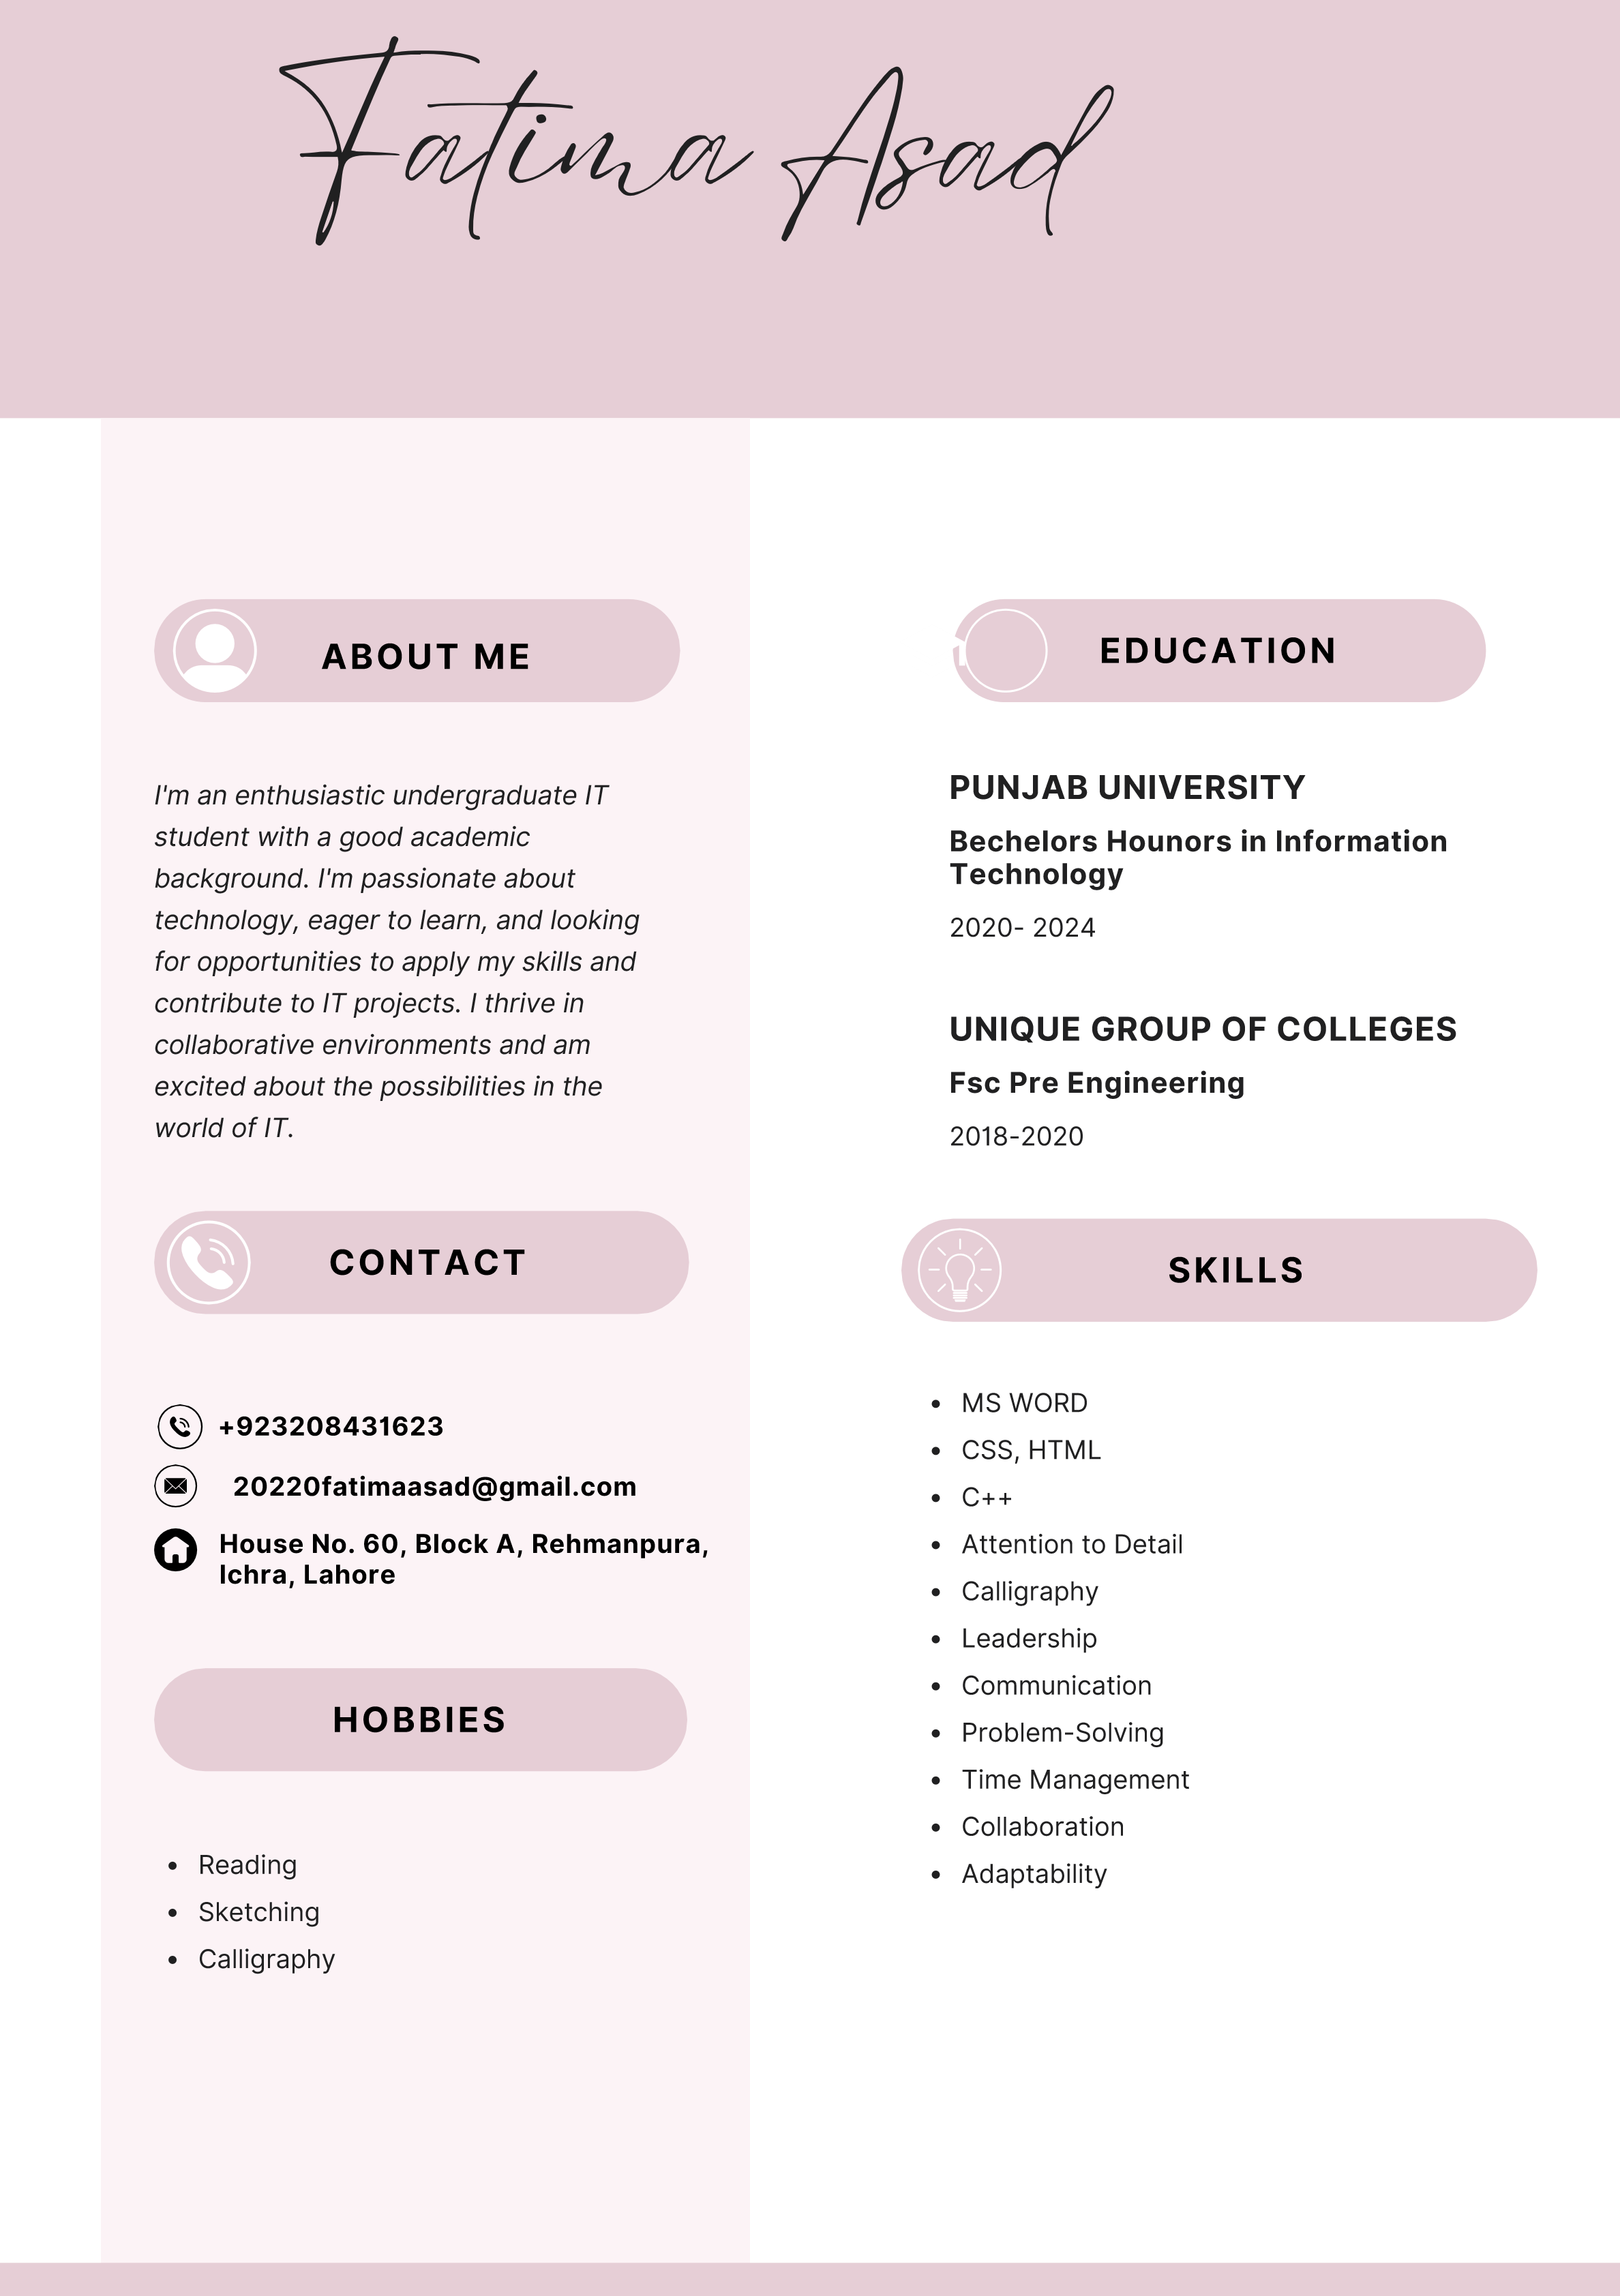 Fatima Asad
ABOUT ME
I'm an enthusiastic undergraduate IT
student with a good academic
background. I'm passionate about
technology, eager to learn, and looking
for opportunities to apply my skills and
contribute to IT projects. I thrive in
collaborative environments and am
excited about the possibilities in the
world of IT.
CONTACT
+923208431623
20220fatimaasad@gmail.com
House No. 60, Block A, Rehmanpura,
Ichra, Lahore
HOBBIES
• Reading
• Sketching
• Calligraphy
EDUCATION
PUNJAB UNIVERSITY
Bechelors Hounors in Information
Technology
2020- 2024
UNIQUE GROUP OF COLLEGES
Fsc Pre Engineering
2018-2020
SKILLS
• MS WORD
• CSS, HTML
• C++
• Attention to Detail
• Calligraphy
• Leadership
• Communication
• Problem-Solving
• Time Management
• Collaboration
• Adaptability